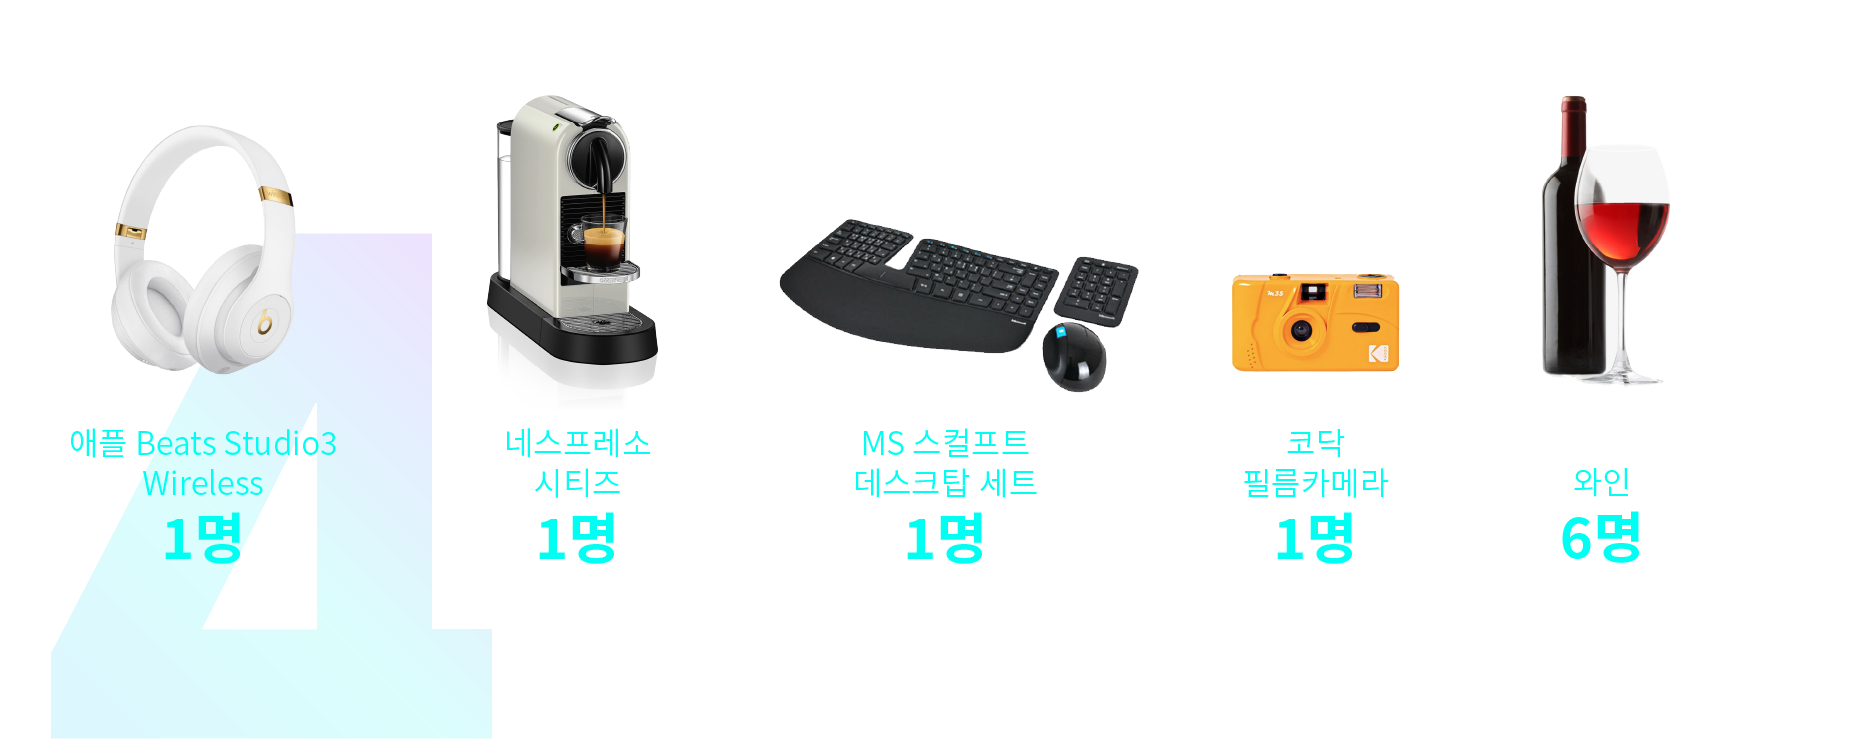 애플 Beats Studio3
Wireless
1명
네스프레소
시티즈
1명
MS 스컬프트
데스크탑 세트
1명
코닥
필름카메라
1명
와인
6명
4
M35